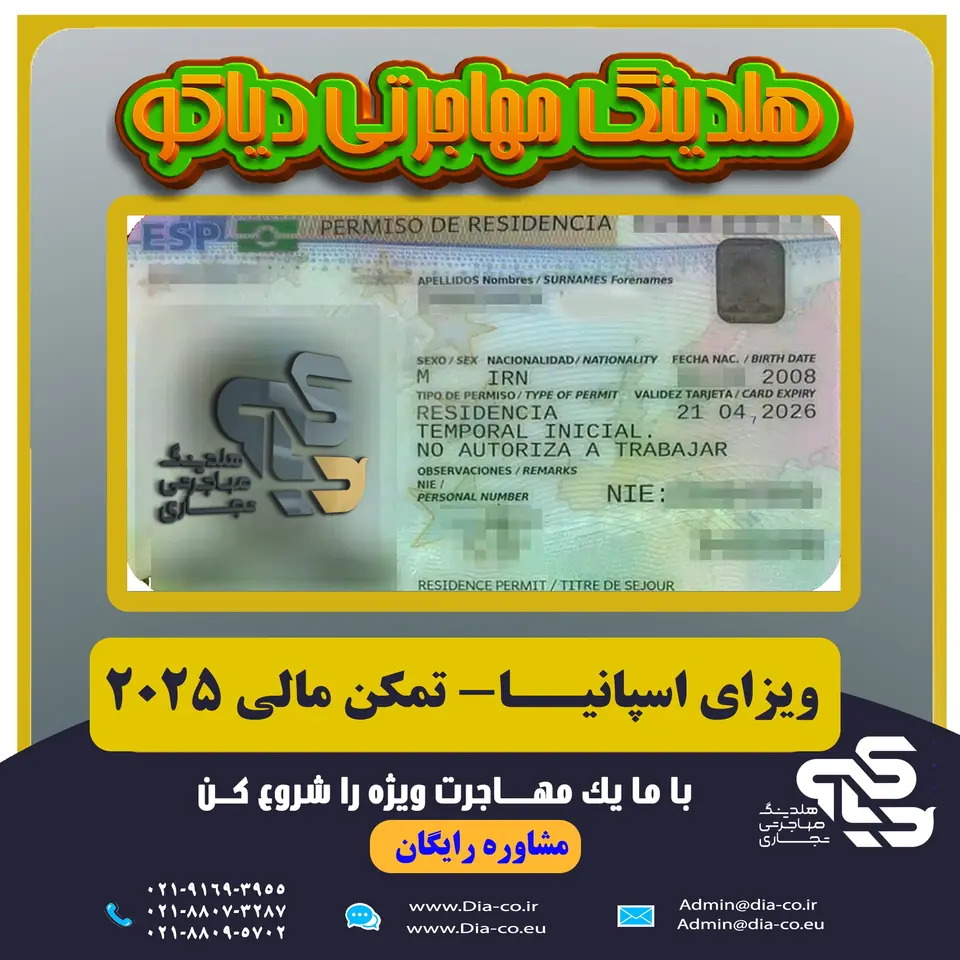 هلدینگ مهاجرتی دیاکو
ESP
PERMISO DE RESIDENCIA
APELLIDOS Nombres / SURNAMES Forenames
SEXO / SEX NACIONALIDAD / NATIONALITY FECHA NAC. / BIRTH DATE
M IRN 2008
TIPO DE PERMISO / TYPE OF PERMIT VALIDEZ TARJETA / CARD EXPIRY
RESIDENCIA 21 04, 2026
TEMPORAL INICIAL.
NO AUTORIZA A TRABAJAR
OBSERVACIONES / REMARKS
NIE /
PERSONAL NUMBER NIE:
RESIDENCE PERMIT / TITRE DE SEJOUR
هلدینگ
مهاجرتی
تجاری
ویزای اسپانیـــا- تمکن مالی ۲۰۲۵
با ما یك مهـــاجرت ویژه را شروع کـن
مشاوره رایگان
هلدینگ
مهاجرتی
تجاری
۰۲۱-۹۱۶۹-۳۹۵۵
۰۲۱-۸۸۰۷-۳۲۸۷
۰۲۱-۸۸۰۹-۵۷۰۲
www.Dia-co.ir
www.Dia-co.eu
Admin@dia-co.ir
Admin@dia-co.eu